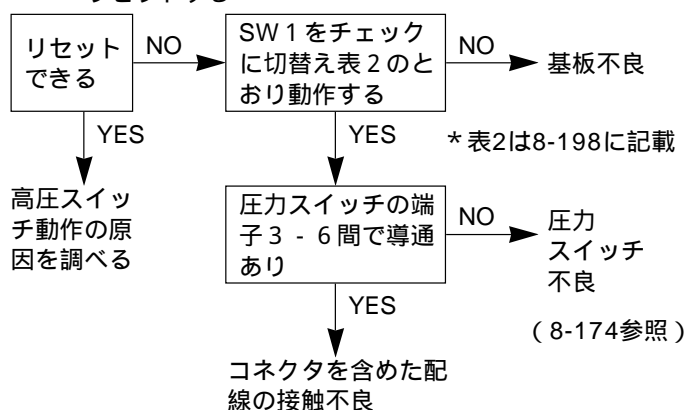 リセット
できる
NO
SW 1 をチェック
に切替え表 2 のと
おり動作する
NO
基板不良
YES
YES
*表2は8-198に記載
高圧スイッ
チ動作の原
因を調べる
圧力スイッチの端
子 3 - 6 間で導通
あり
NO
圧力
スイッチ
不良
YES
(8-174参照)
コネクタを含めた配
線の接触不良